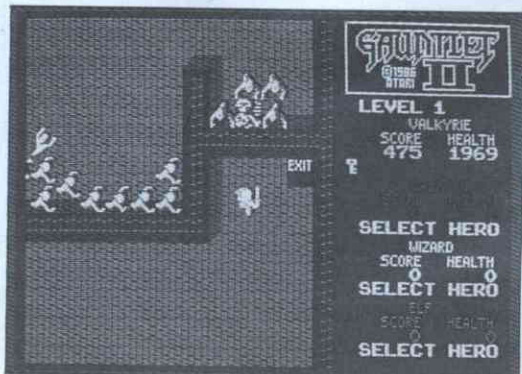 GAUNTLET
©1986
ATARI II
LEVEL 1
VALKYRIE
SCORE HEALTH
475 1969
EXIT
SELECT HERO
WIZARD
SCORE HEALTH
0 0
SELECT HERO
ELF
SCORE HEALTH
0 0
SELECT HERO